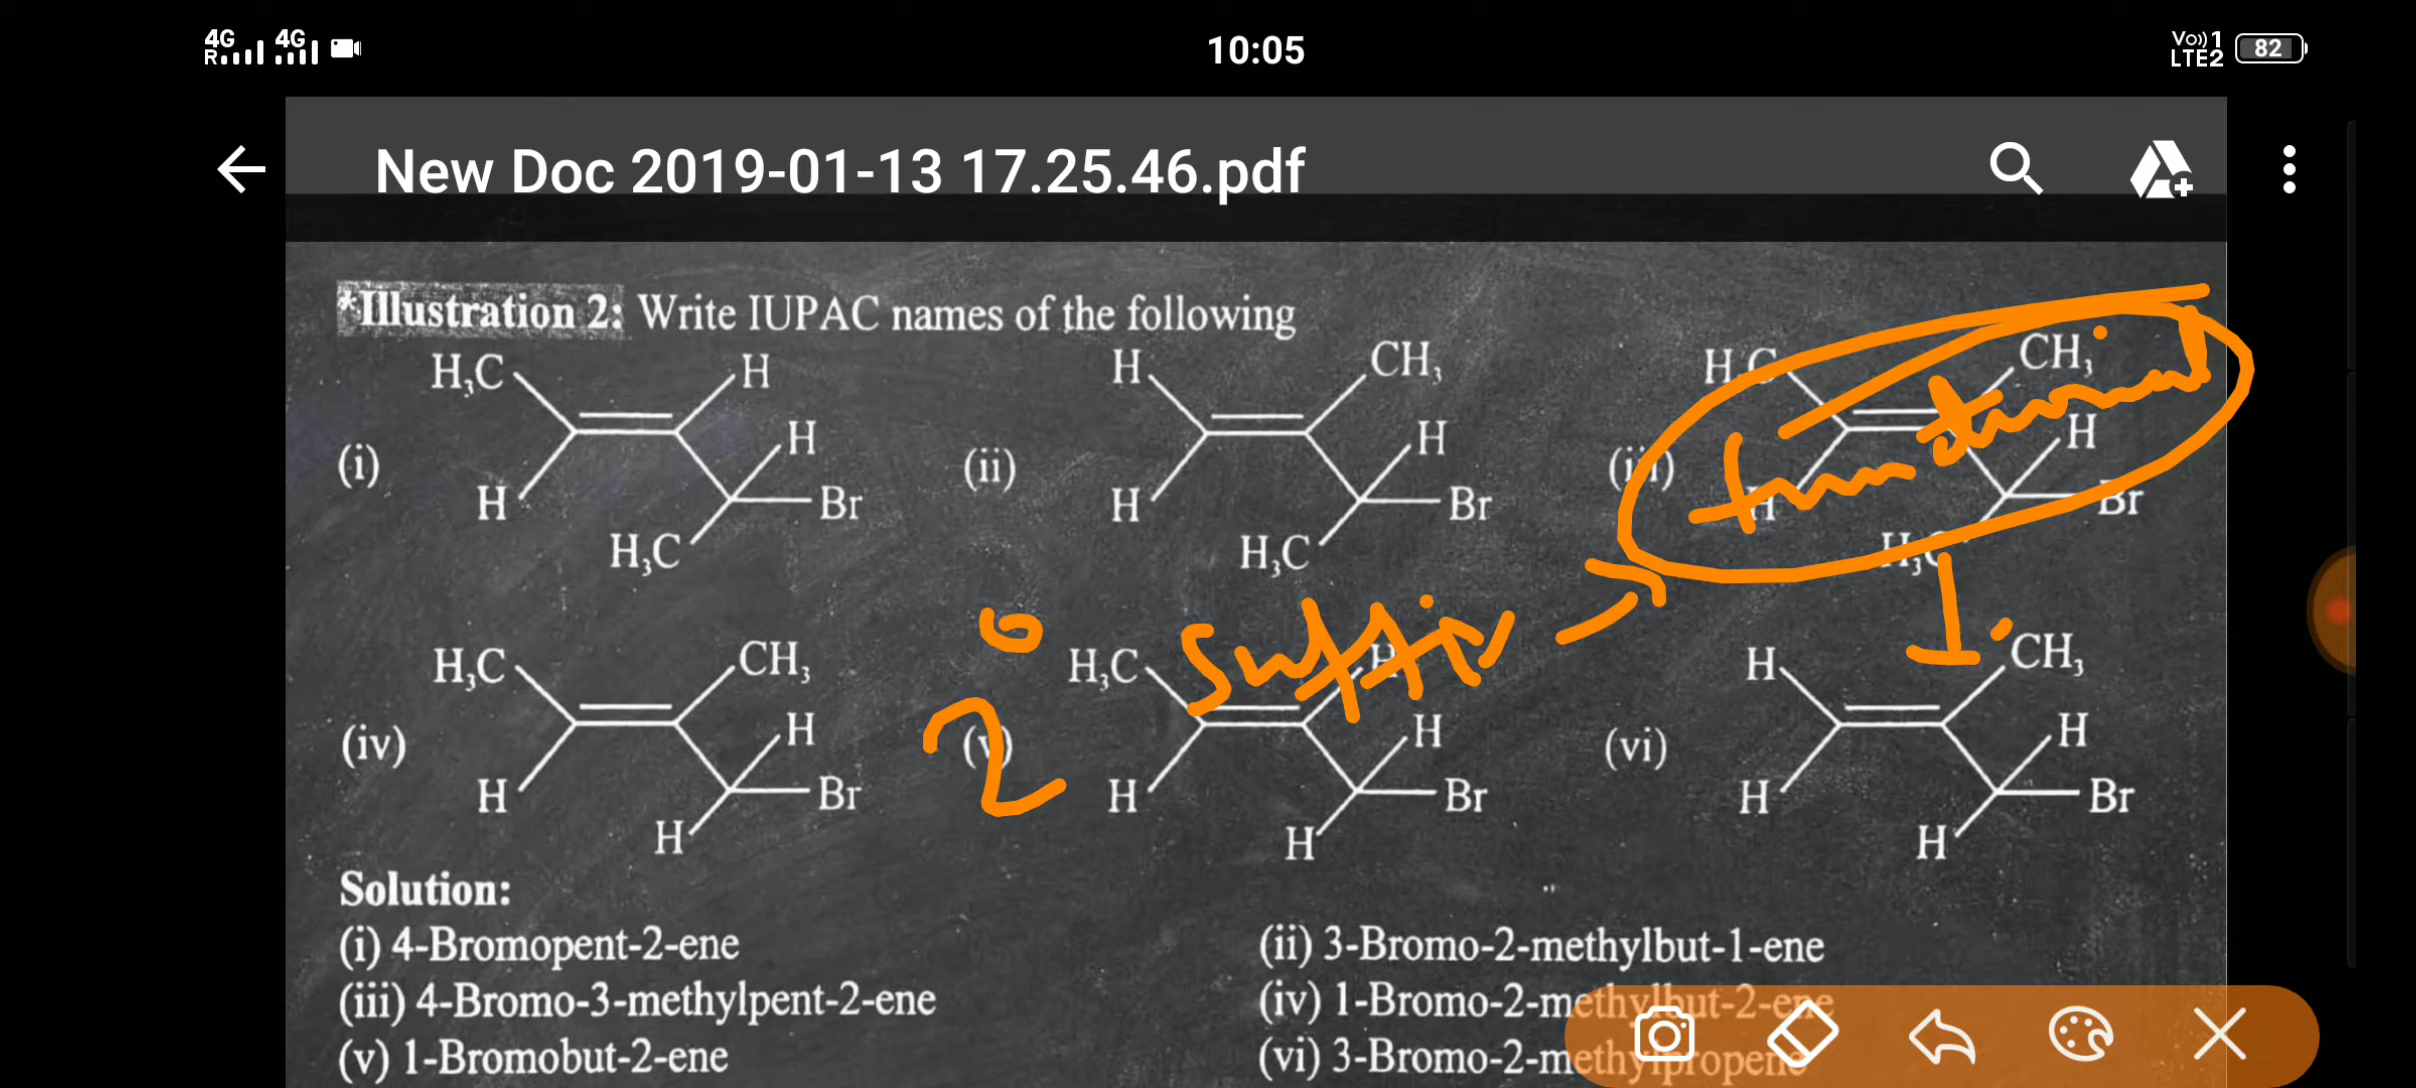 4G R 4G
10:05
Vo)) 1 LTE2 82
New Doc 2019-01-13 17.25.46.pdf
*Illustration 2: Write IUPAC names of the following
(i) H₃C H H Br H H₃C
(ii) H CH₃ H Br H H₃C
(iii) H₃C CH₃ H Br H H₃C
suffix
2°
1°
(iv) H₃C CH₃ H Br H H
(v) H₃C H H Br H H
(vi) H CH₃ H Br H H
Solution:
(i) 4-Bromopent-2-ene
(ii) 3-Bromo-2-methylbut-1-ene
(iii) 4-Bromo-3-methylpent-2-ene
(iv) 1-Bromo-2-methylbut-2-ene
(v) 1-Bromobut-2-ene
(vi) 3-Bromo-2-methylpropene